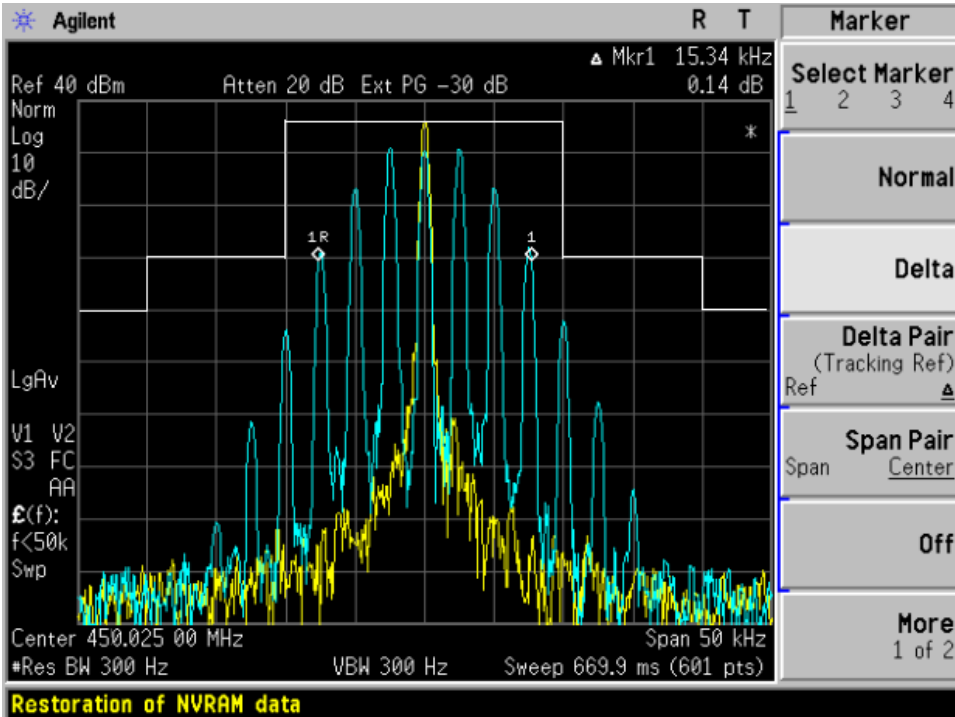 Agilent R T Marker
Δ Mkr1 15.34 kHz
Ref 40 dBm Atten 20 dB Ext PG -30 dB 0.14 dB
Norm
Log
10
dB/
1R 1
*
LgAv
V1 V2
S3 FC
AA
£(f):
f<50k
Swp
Center 450.025 00 MHz Span 50 kHz
#Res BW 300 Hz VBW 300 Hz Sweep 669.9 ms (601 pts)
Restoration of NVRAM data
Select Marker
1 2 3 4
Normal
Delta
Delta Pair
(Tracking Ref)
Ref Δ
Span Pair
Span Center
Off
More
1 of 2